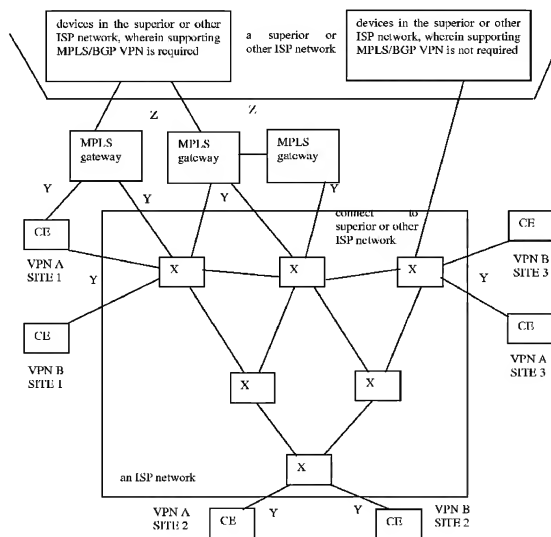 devices in the superior or other
ISP network, wherein supporting
MPLS/BGP VPN is required
a superior or
other ISP network
devices in the superior or other
ISP network, wherein supporting
MPLS/BGP VPN is not required
Z
Z
MPLS
gateway
MPLS
gateway
MPLS
gateway
Y
Y
Y
Y
connect to
superior or other
ISP network
CE
VPN A
SITE 1
X
X
X
CE
VPN B
SITE 3
Y
Y
CE
VPN B
SITE 1
CE
VPN A
SITE 3
X
X
X
an ISP network
VPN A
SITE 2
CE
Y
Y
CE
VPN B
SITE 2